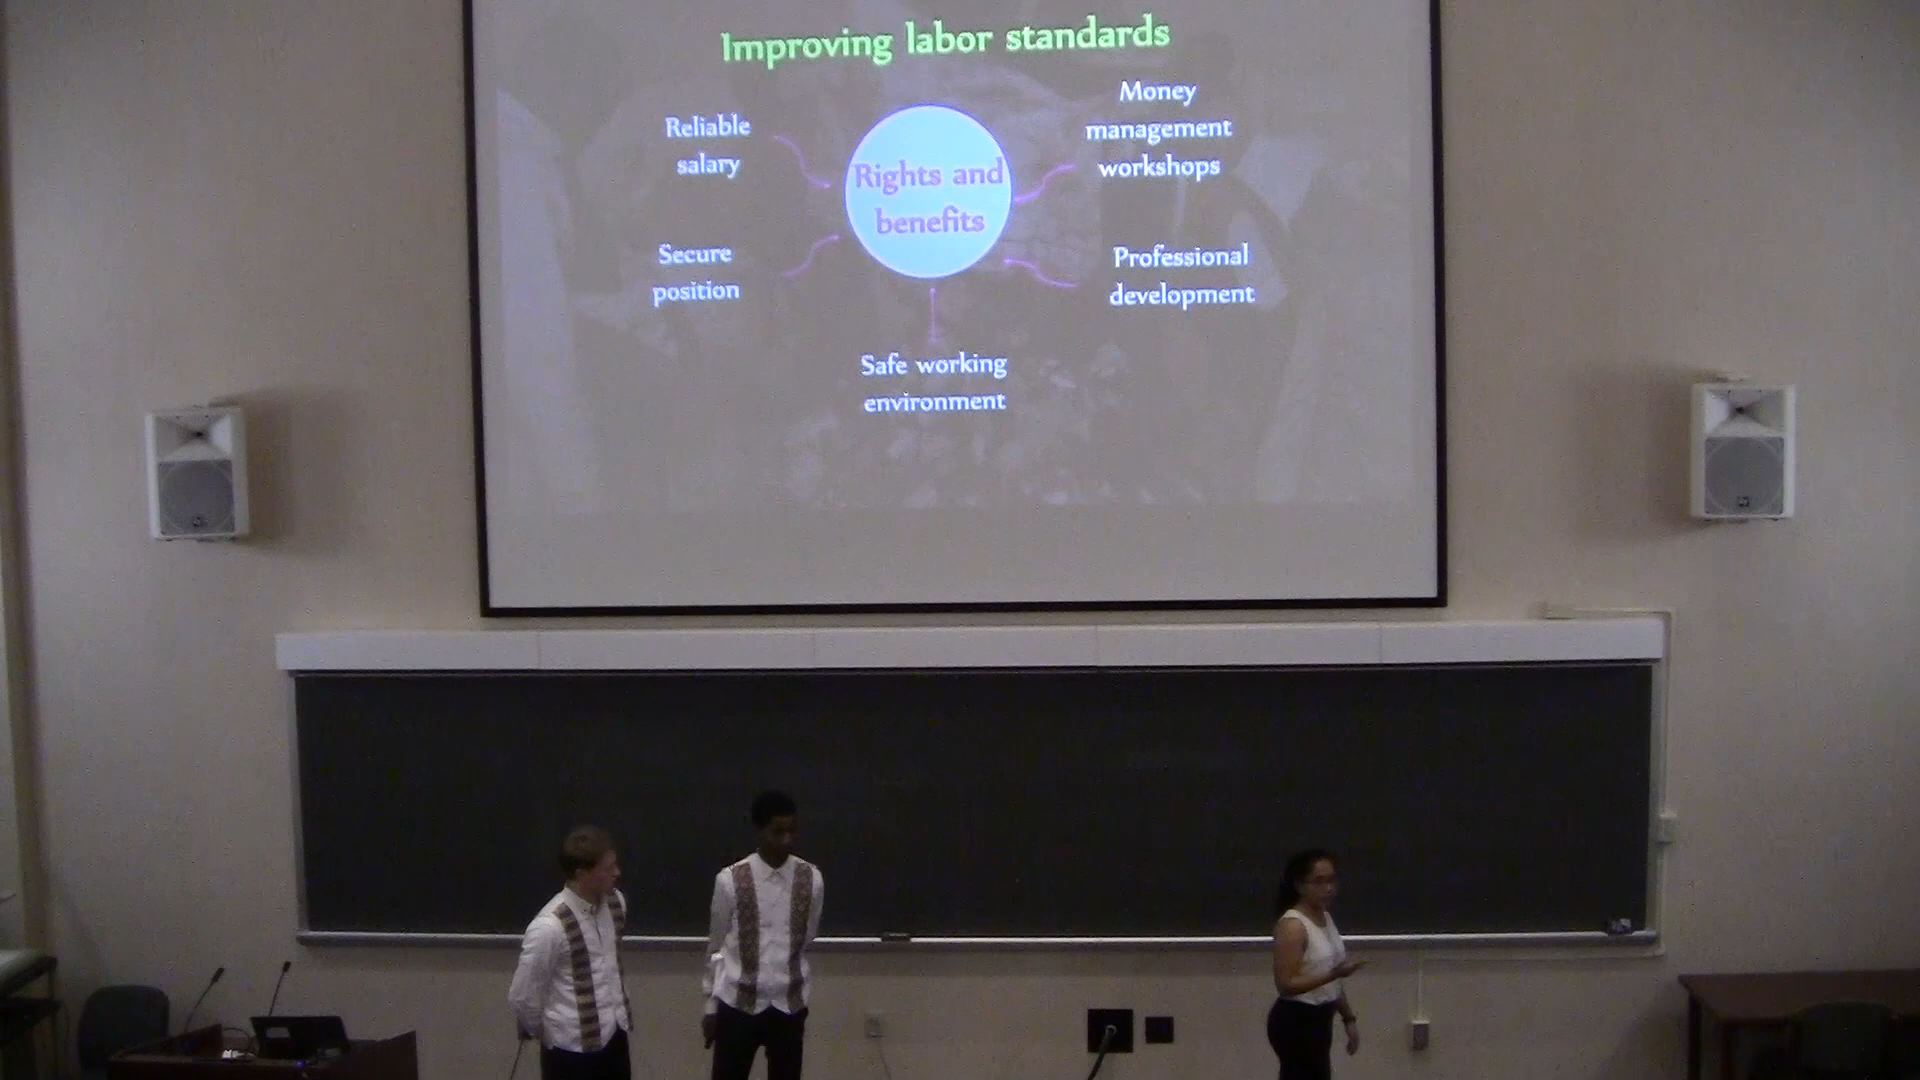 Improving labor standards
Reliable
salary
Money
management
workshops
Rights and
benefits
Secure
position
Professional
development
Safe working
environment